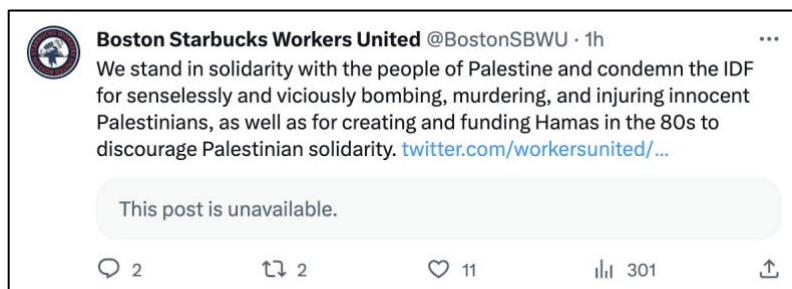 Boston Starbucks Workers United @BostonSBWU · 1h
We stand in solidarity with the people of Palestine and condemn the IDF
for senselessly and viciously bombing, murdering, and injuring innocent
Palestinians, as well as for creating and funding Hamas in the 80s to
discourage Palestinian solidarity. twitter.com/workersunited/...
This post is unavailable.
2 2 11 301